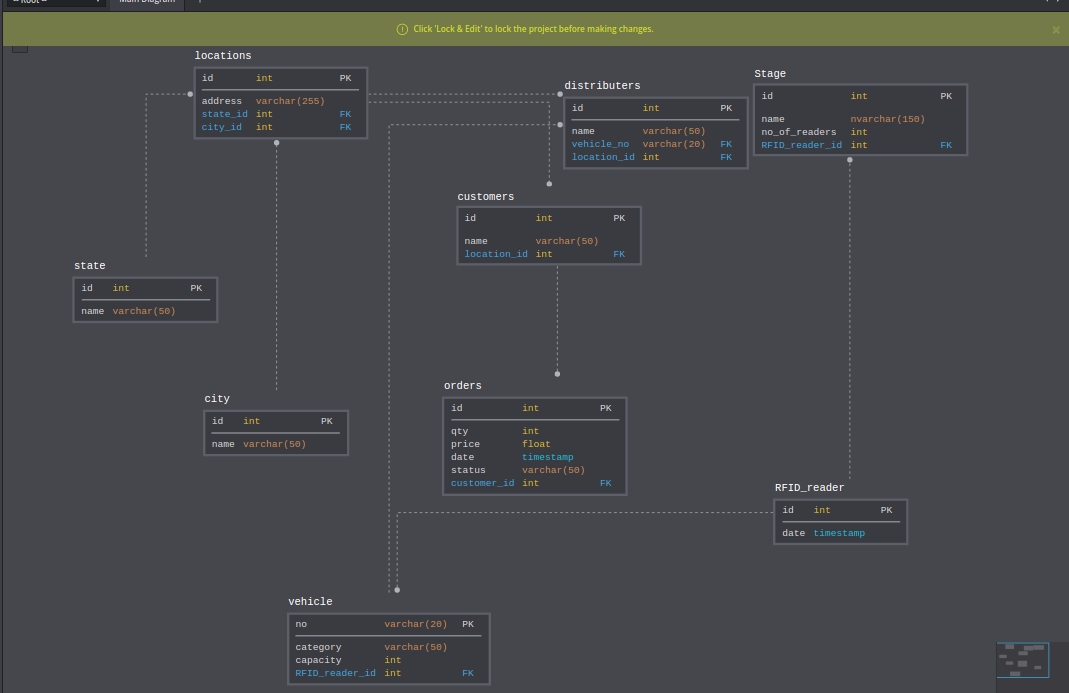 -- Root --
Main Diagram
Click 'Lock & Edit' to lock the project before making changes.
locations
id int PK
address varchar(255)
state_id int FK
city_id int FK
distributers
id int PK
name varchar(50)
vehicle_no varchar(20) FK
location_id int FK
Stage
id int PK
name nvarchar(150)
no_of_readers int
RFID_reader_id int FK
customers
id int PK
name varchar(50)
location_id int FK
state
id int PK
name varchar(50)
city
id int PK
name varchar(50)
orders
id int PK
qty int
price float
date timestamp
status varchar(50)
customer_id int FK
RFID_reader
id int PK
date timestamp
vehicle
no varchar(20) PK
category varchar(50)
capacity int
RFID_reader_id int FK